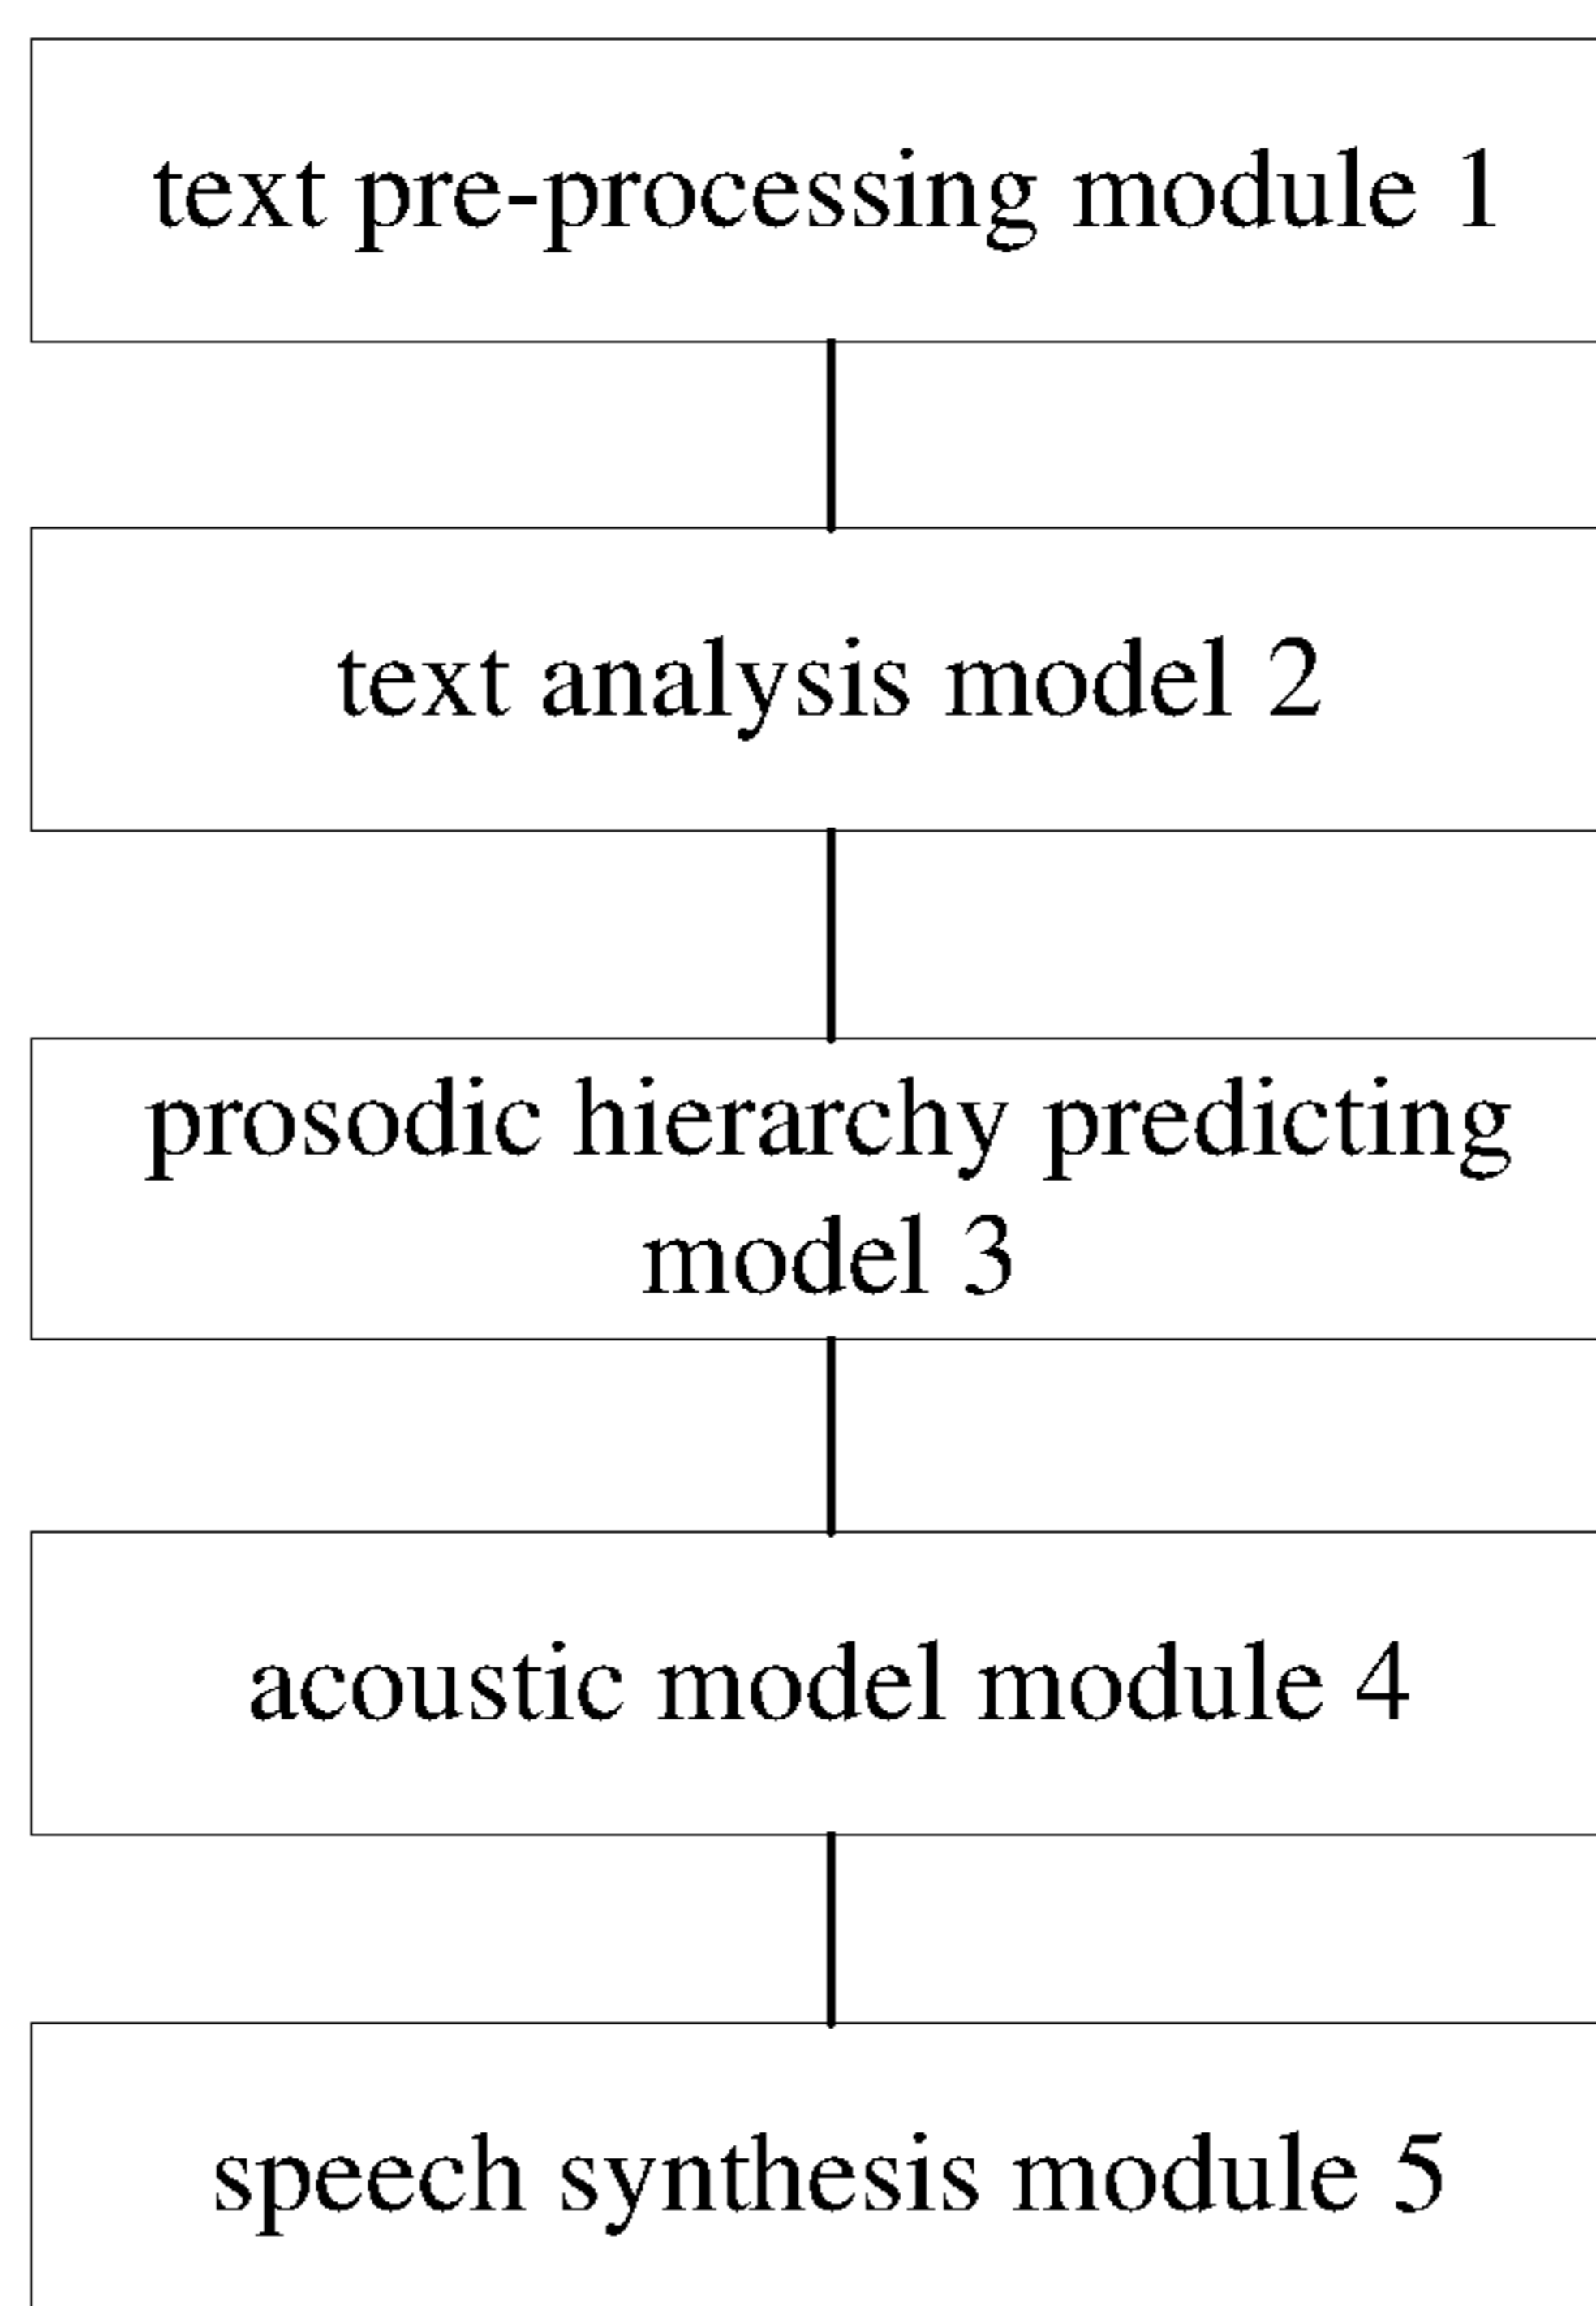 text pre-processing module 1
text analysis model 2
prosodic hierarchy predicting
model 3
acoustic model module 4
speech synthesis module 5